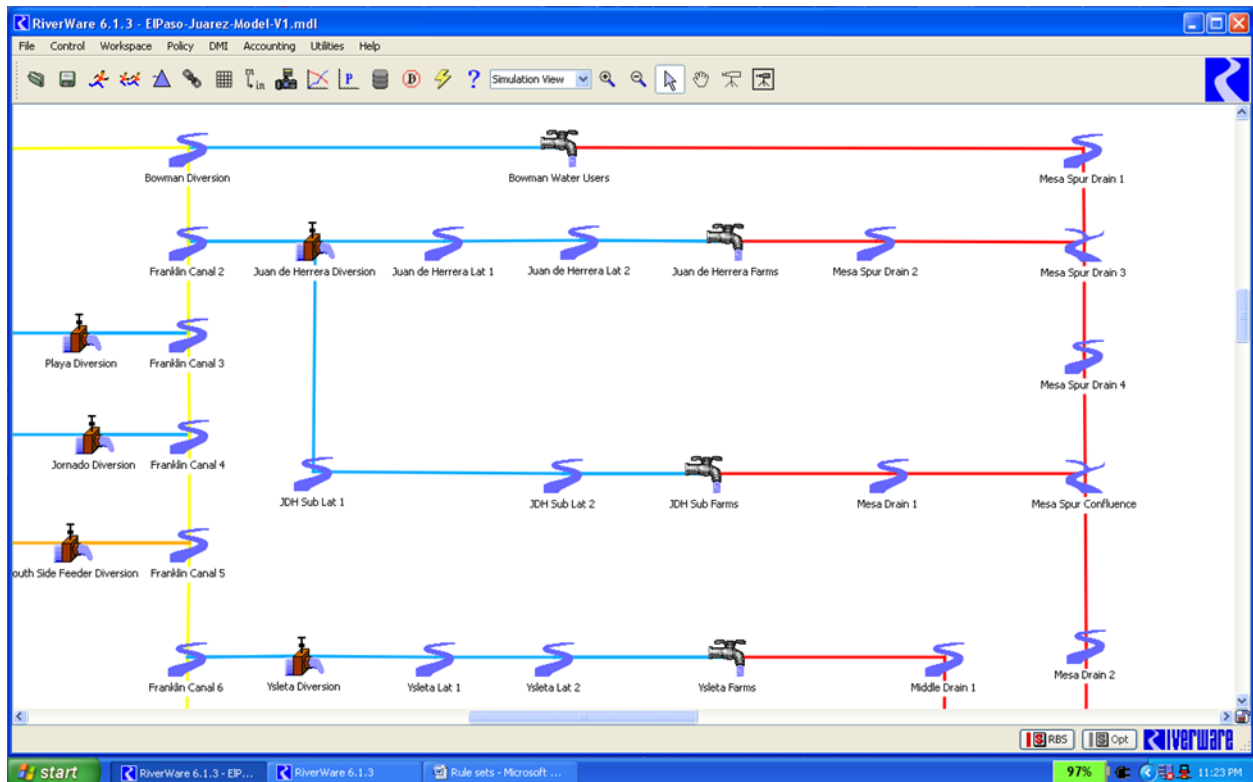 RiverWare 6.1.3 - ElPaso-Juarez-Model-V1.mdl
File Control Workspace Policy DMI Accounting Utilities Help
in P D ? Simulation View
Bowman Diversion Bowman Water Users Mesa Spur Drain 1
Franklin Canal 2 Juan de Herrera Diversion Juan de Herrera Lat 1 Juan de Herrera Lat 2 Juan de Herrera Farms Mesa Spur Drain 2 Mesa Spur Drain 3
Playa Diversion Franklin Canal 3
Mesa Spur Drain 4
Jornado Diversion Franklin Canal 4
JDH Sub Lat 1 JDH Sub Lat 2 JDH Sub Farms Mesa Drain 1 Mesa Spur Confluence
outh Side Feeder Diversion Franklin Canal 5
Mesa Drain 2
Franklin Canal 6 Ysleta Diversion Ysleta Lat 1 Ysleta Lat 2 Ysleta Farms Middle Drain 1
S RBS S Opt RiverWare
start RiverWare 6.1.3 - ElP... RiverWare 6.1.3 Rule sets - Microsoft ... 97% 11:23 PM